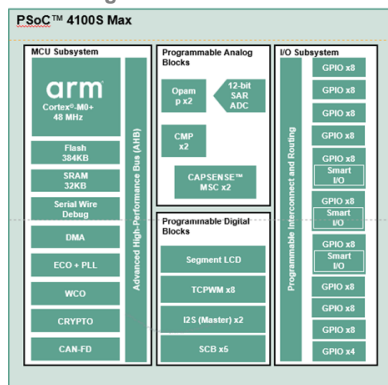 PSoC™ 4100S Max
MCU Subsystem
arm
Cortex®-M0+
48 MHz
Flash
384KB
SRAM
32KB
Serial Wire
Debug
DMA
ECO + PLL
WCO
CRYPTO
CAN-FD
Advanced High-Performance Bus (AHB)
Programmable Analog
Blocks
Opam
p x2
12-bit
SAR
ADC
CMP
x2
CAPSENSE™
MSC x2
Programmable Digital
Blocks
Segment LCD
TCPWM x8
I2S (Master) x2
SCB x5
I/O Subsystem
Programmable Interconnect and Routing
GPIO x8
GPIO x8
GPIO x8
GPIO x8
GPIO x8
Smart
I/O
GPIO x8
Smart
I/O
GPIO x8
Smart
I/O
GPIO x8
GPIO x8
GPIO x8
GPIO x4